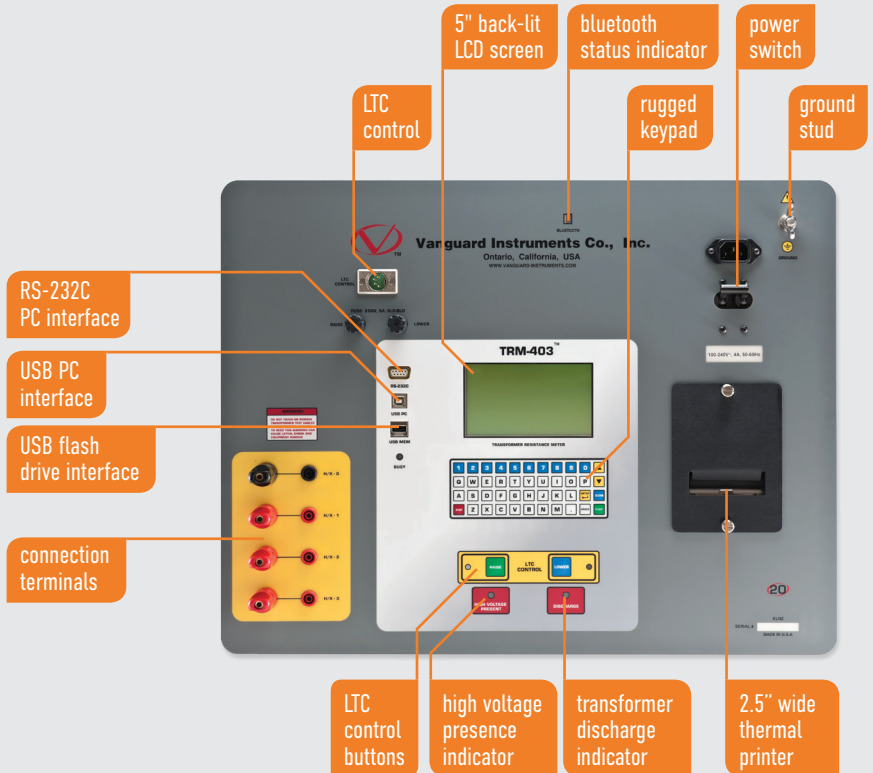 5" back-lit
LCD screen
bluetooth
status indicator
power
switch
LTC
control
rugged
keypad
ground
stud
BLUETOOTH
TM
Vanguard Instruments Co., Inc.
Ontario, California, USA
WWW.VANGUARD-INSTRUMENTS.COM
GROUND
LTC
CONTROL
RAISE
LOWER
RS-232C
PC interface
USB PC
interface
USB flash
drive interface
connection
terminals
TRM-403™
RS-232C
USB PC
USB MEM
BUSY
TRANSFORMER RESISTANCE METER
100-240V~, 4A, 50-60Hz
WARNING
H/X - 0
H/X - 1
H/X - 2
H/X - 3
1 2 3 4 5 6 7 8 9 0
Q W E R T Y U I O P
A S D F G H J K L
Z X C V B N M .
RAISE
LTC
CONTROL
LOWER
HIGH VOLTAGE
PRESENT
DISCHARGE
20
SERIAL #
MADE IN U.S.A
LTC
control
buttons
high voltage
presence
indicator
transformer
discharge
indicator
2.5” wide
thermal
printer